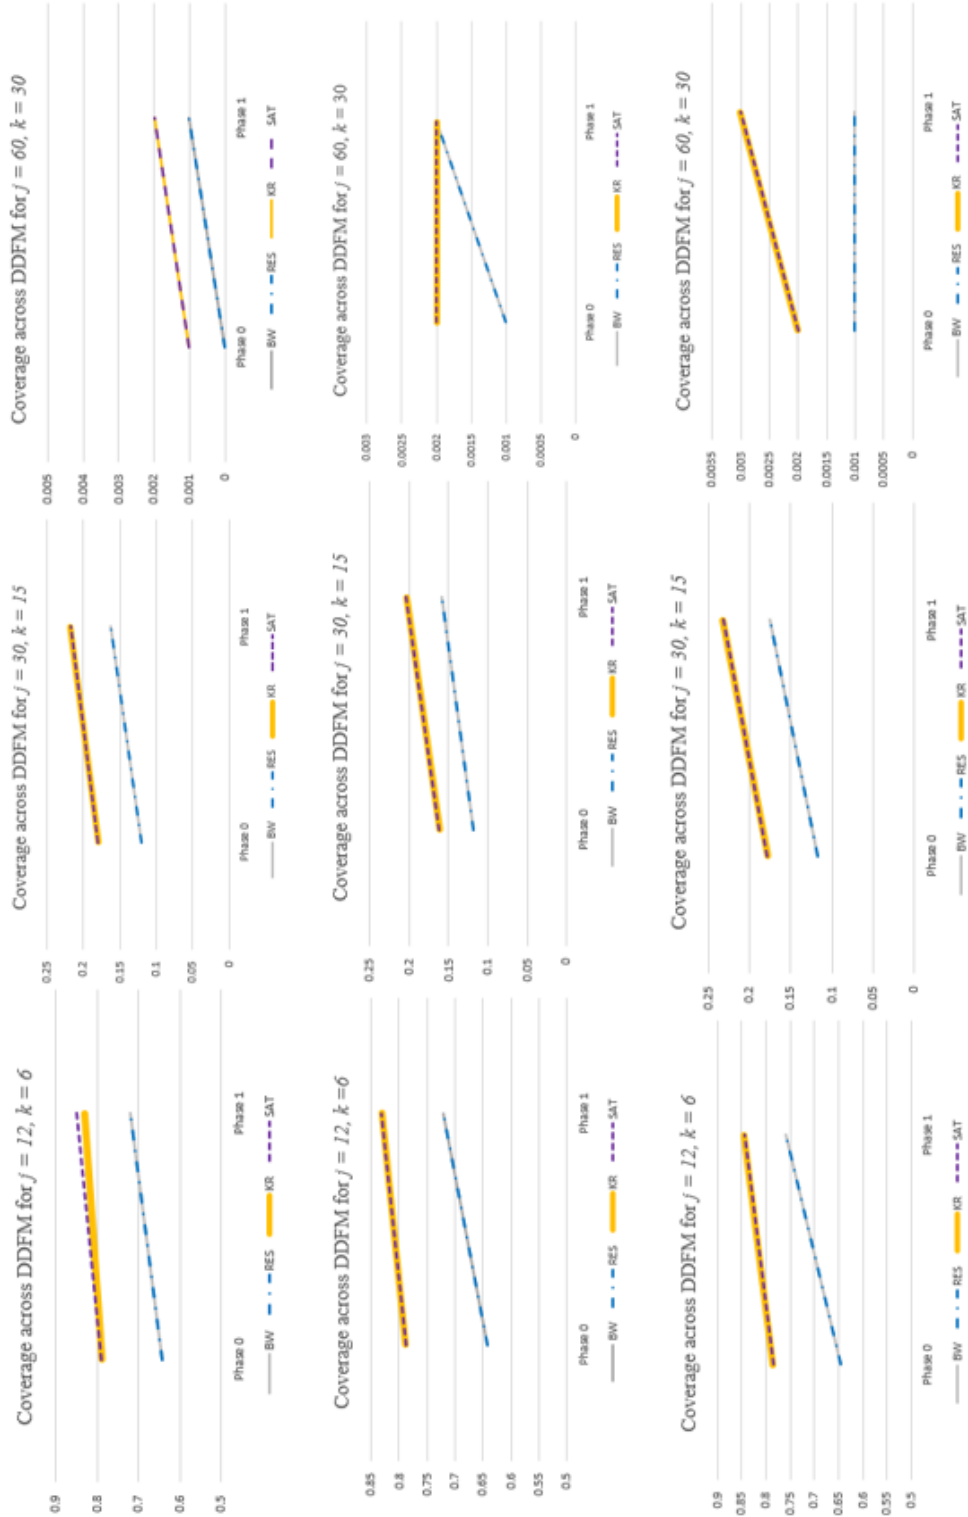 Coverage across DDFM for j = 12, k = 6
0.9
0.8
0.7
0.6
0.5
Phase 0 Phase 1
BW RES KR SAT
Coverage across DDFM for j = 30, k = 15
0.25
0.2
0.15
0.1
0.05
0
Phase 0 Phase 1
BW RES KR SAT
Coverage across DDFM for j = 60, k = 30
0.005
0.004
0.003
0.002
0.001
0
Phase 0 Phase 1
BW RES KR SAT
Coverage across DDFM for j = 12, k =6
0.85
0.8
0.75
0.7
0.65
0.6
0.55
0.5
Phase 0 Phase 1
BW RES KR SAT
Coverage across DDFM for j = 30, k = 15
0.25
0.2
0.15
0.1
0.05
0
Phase 0 Phase 1
BW RES KR SAT
Coverage across DDFM for j = 60, k = 30
0.003
0.0025
0.002
0.0015
0.001
0.0005
0
Phase 0 Phase 1
BW RES KR SAT
Coverage across DDFM for j = 12, k = 6
0.9
0.85
0.8
0.75
0.7
0.65
0.6
0.55
0.5
Phase 0 Phase 1
BW RES KR SAT
Coverage across DDFM for j = 30, k = 15
0.25
0.2
0.15
0.1
0.05
0
Phase 0 Phase 1
BW RES KR SAT
Coverage across DDFM for j = 60, k = 30
0.0035
0.003
0.0025
0.002
0.0015
0.001
0.0005
0
Phase 0 Phase 1
BW RES KR SAT